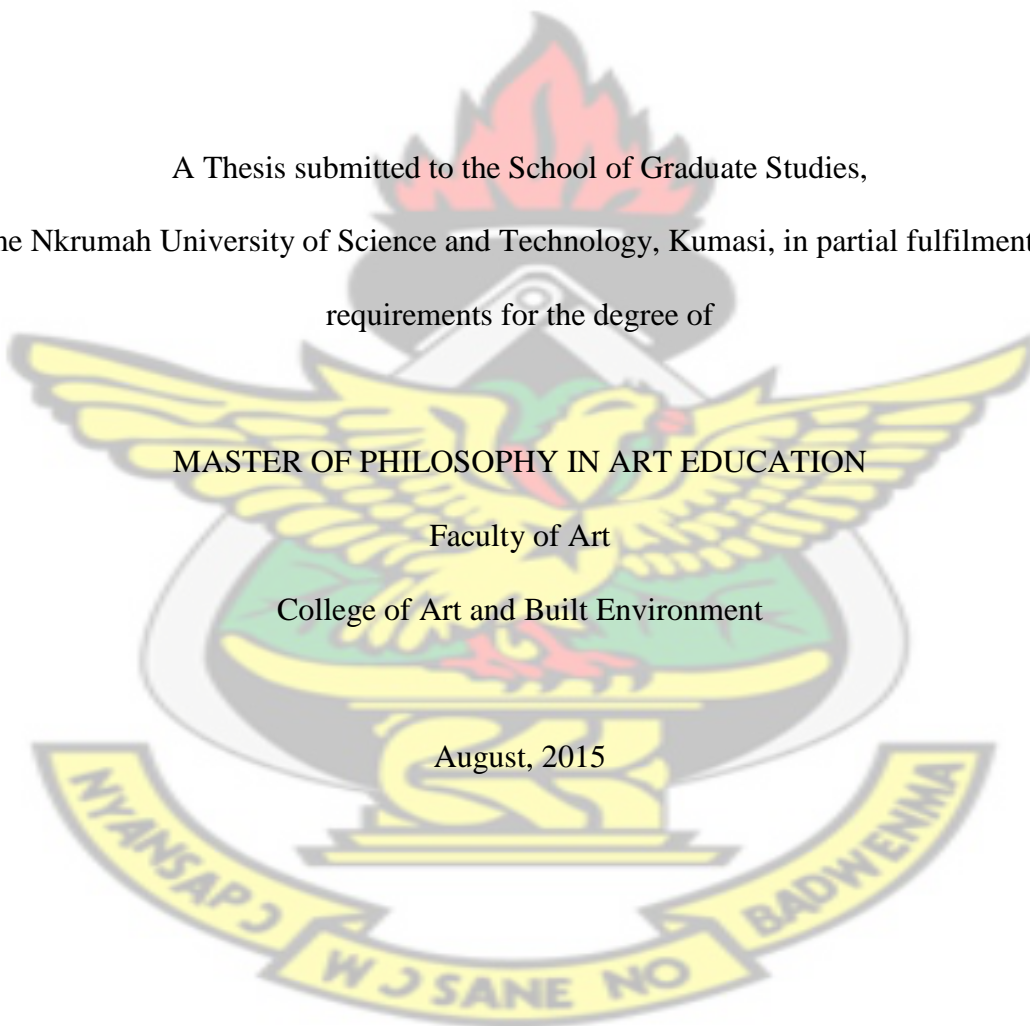 A Thesis submitted to the School of Graduate Studies,
ne Nkrumah University of Science and Technology, Kumasi, in partial fulfilment
requirements for the degree of
MASTER OF PHILOSOPHY IN ART EDUCATION
Faculty of Art
College of Art and Built Environment
August, 2015
NYANSAPƆ WƆSANE NO BADWENMA